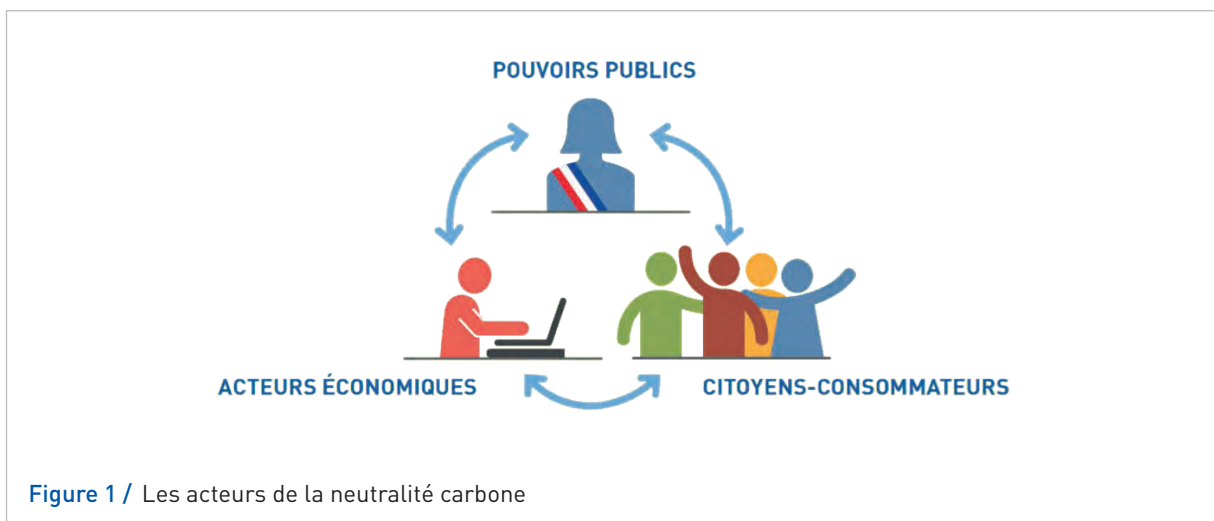 POUVOIRS PUBLICS
ACTEURS ÉCONOMIQUES
CITOYENS-CONSOMMATEURS
Figure 1 / Les acteurs de la neutralité carbone